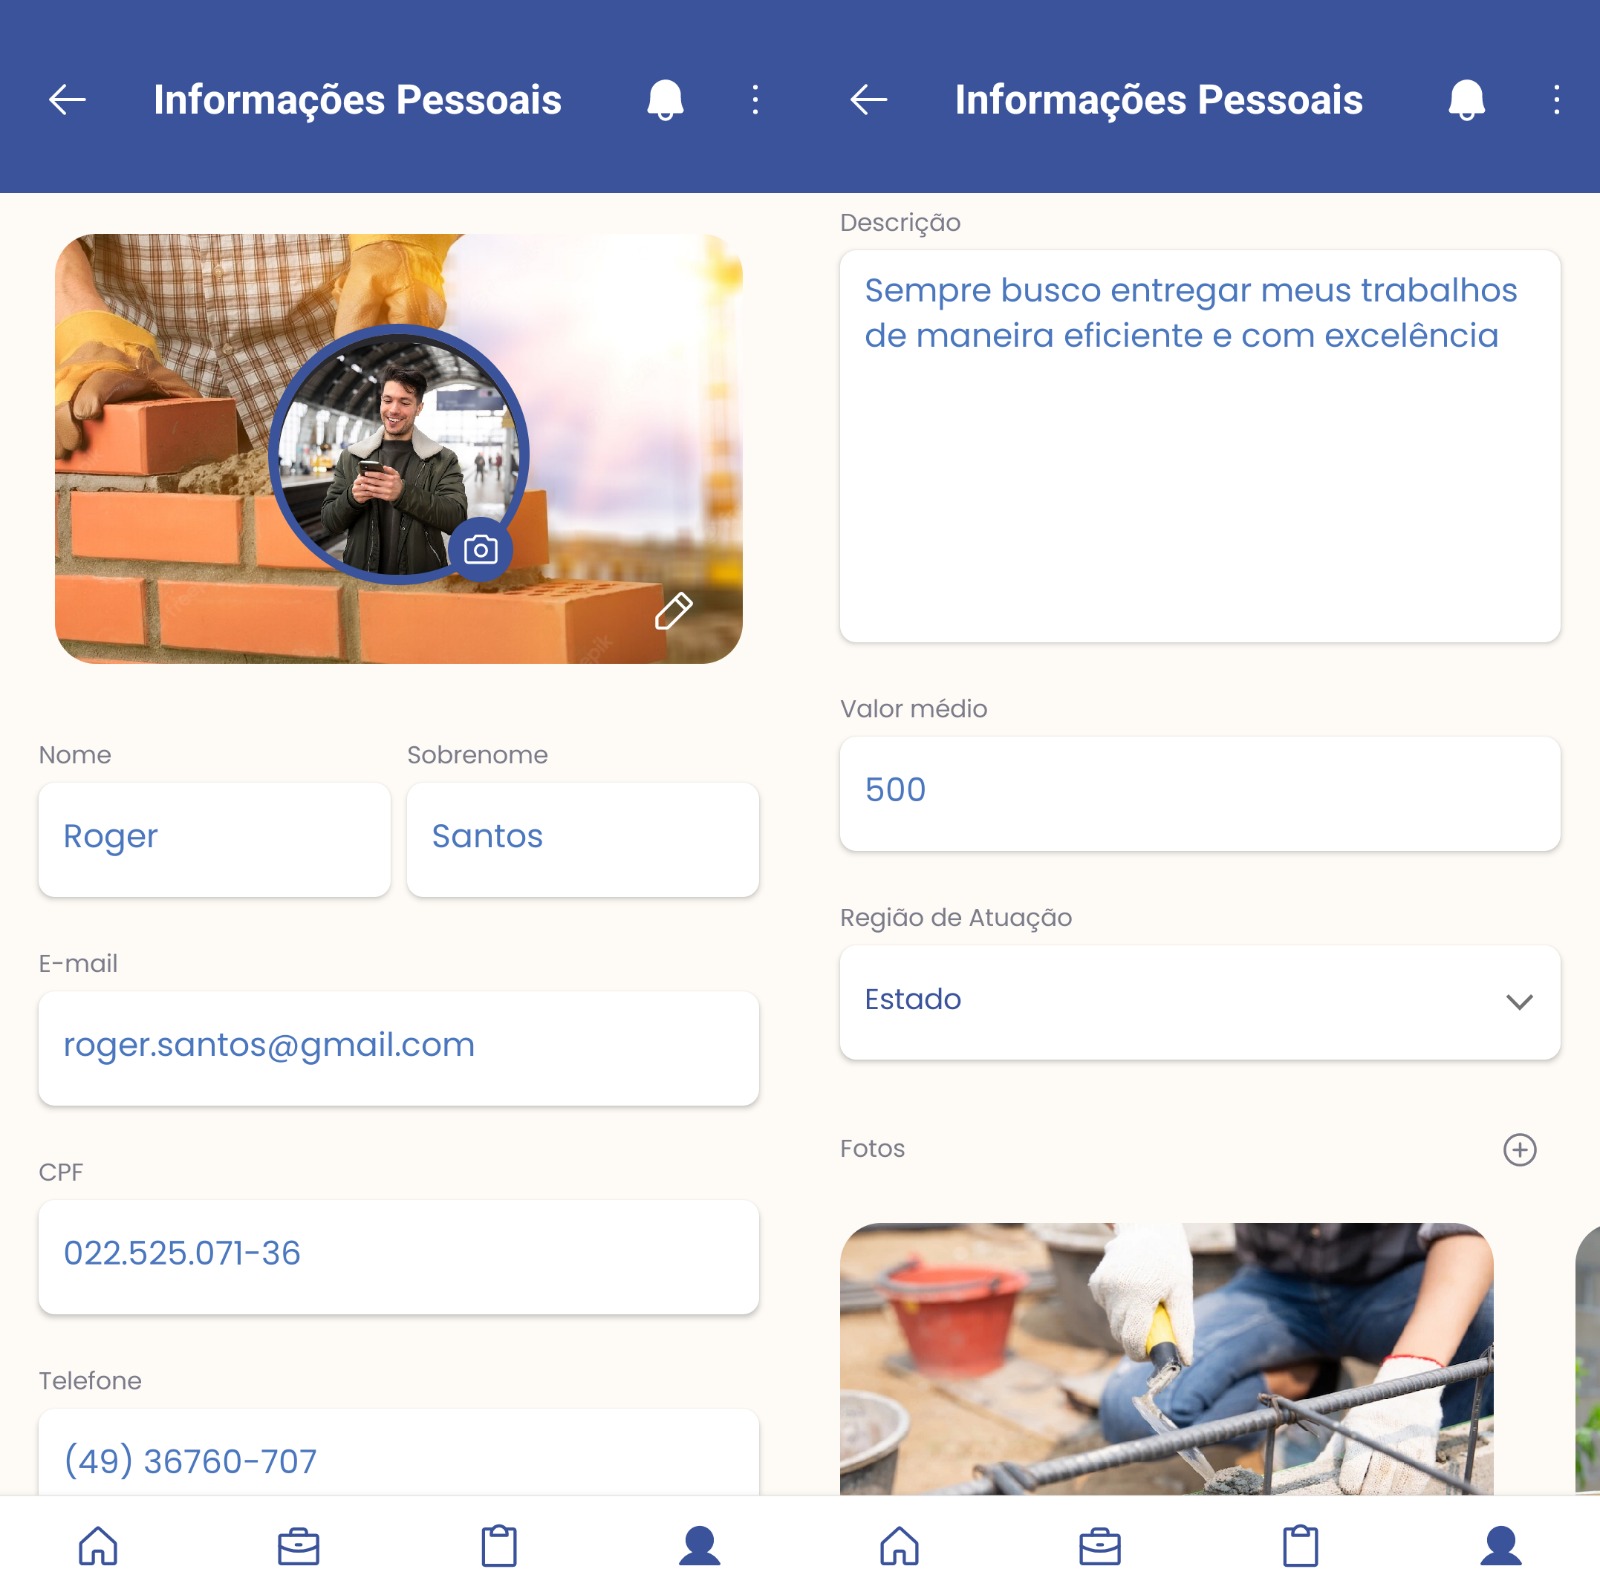 Informações Pessoais
Nome
Sobrenome
Roger
Santos
E-mail
roger.santos@gmail.com
CPF
022.525.071-36
Telefone
(49) 36760-707
Informações Pessoais
Descrição
Sempre busco entregar meus trabalhos
de maneira eficiente e com excelência
Valor médio
500
Região de Atuação
Estado
Fotos